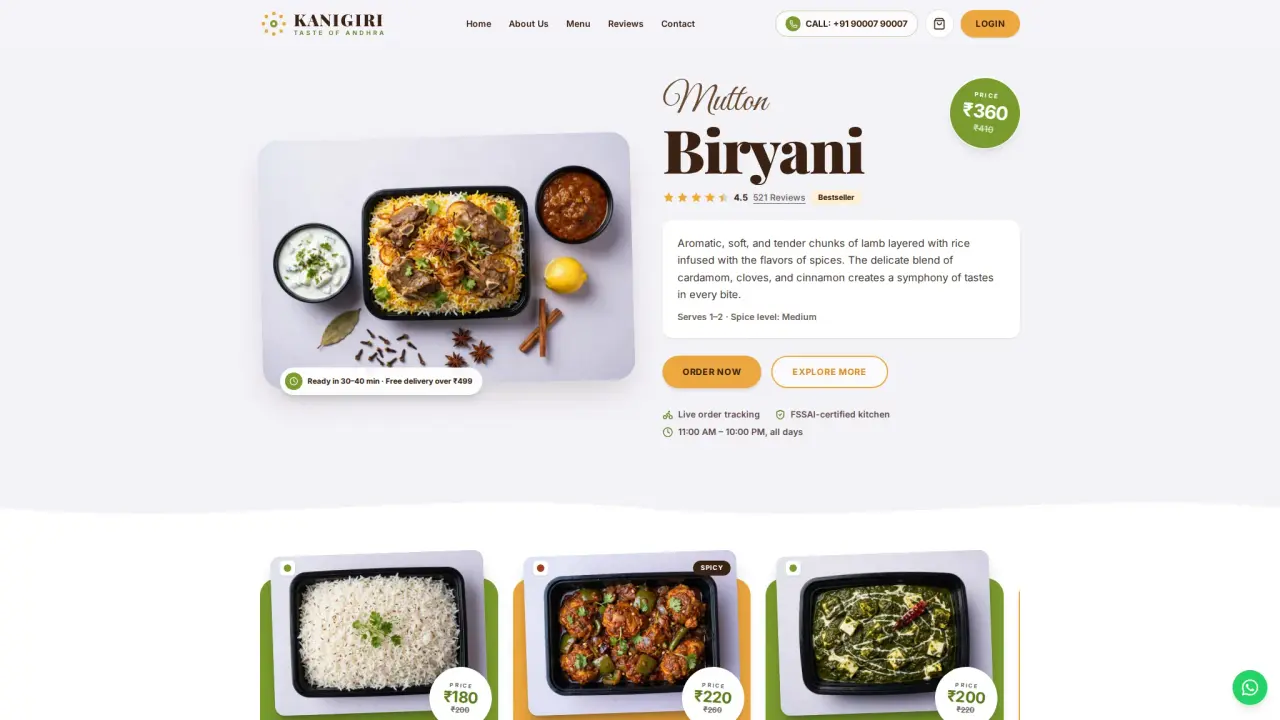 KANIGIRI
TASTE OF ANDHRA
Home
About Us
Menu
Reviews
Contact
CALL: +91 90007 90007
LOGIN
Mutton
Biryani
PRICE
₹360
₹410
4.5 521 Reviews Bestseller
Aromatic, soft, and tender chunks of lamb layered with rice
infused with the flavors of spices. The delicate blend of
cardamom, cloves, and cinnamon creates a symphony of tastes
in every bite.
Serves 1–2 · Spice level: Medium
Ready in 30–40 min · Free delivery over ₹499
ORDER NOW
EXPLORE MORE
Live order tracking
FSSAI-certified kitchen
11:00 AM – 10:00 PM, all days
PRICE
₹180
₹200
SPICY
PRICE
₹220
₹260
PRICE
₹200
₹220